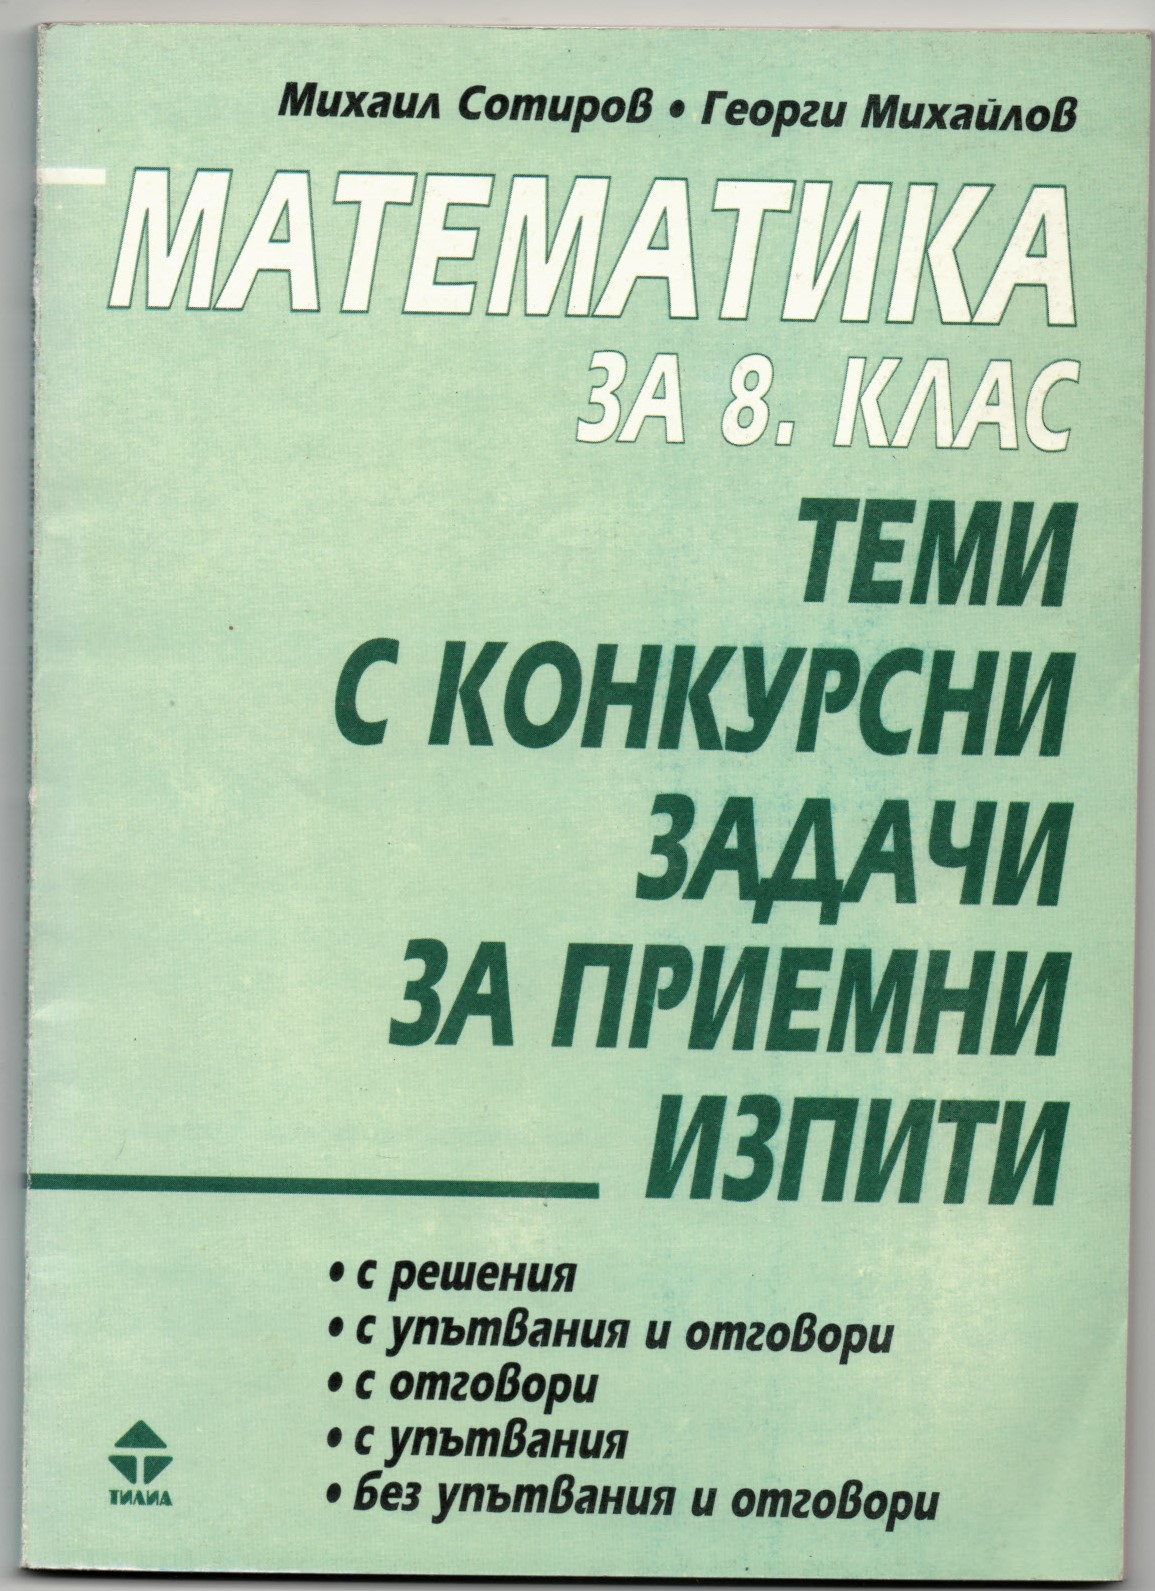 Михаил Сотиров • Георги Михайлов
МАТЕМАТИКА
ЗА 8. КЛАС
ТЕМИ
С КОНКУРСНИ
ЗАДАЧИ
ЗА ПРИЕМНИ
ИЗПИТИ
• с решения
• с упътвания и отговори
• с отговори
• с упътвания
• без упътвания и отговори
ТИЛИА